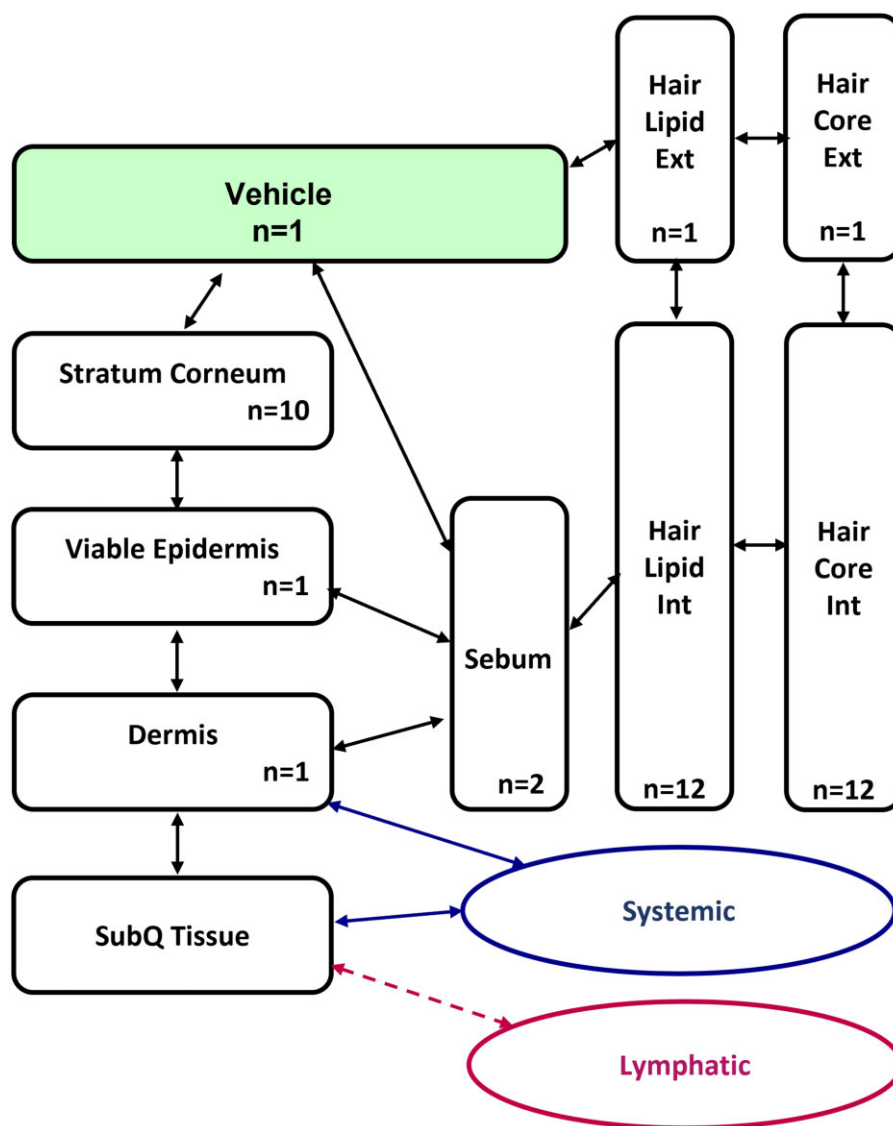 Vehicle
n=1
Hair
Lipid
Ext
n=1
Hair
Core
Ext
n=1
Stratum Corneum
n=10
Viable Epidermis
n=1
Dermis
n=1
SubQ Tissue
Sebum
n=2
Hair
Lipid
Int
n=12
Hair
Core
Int
n=12
Systemic
Lymphatic